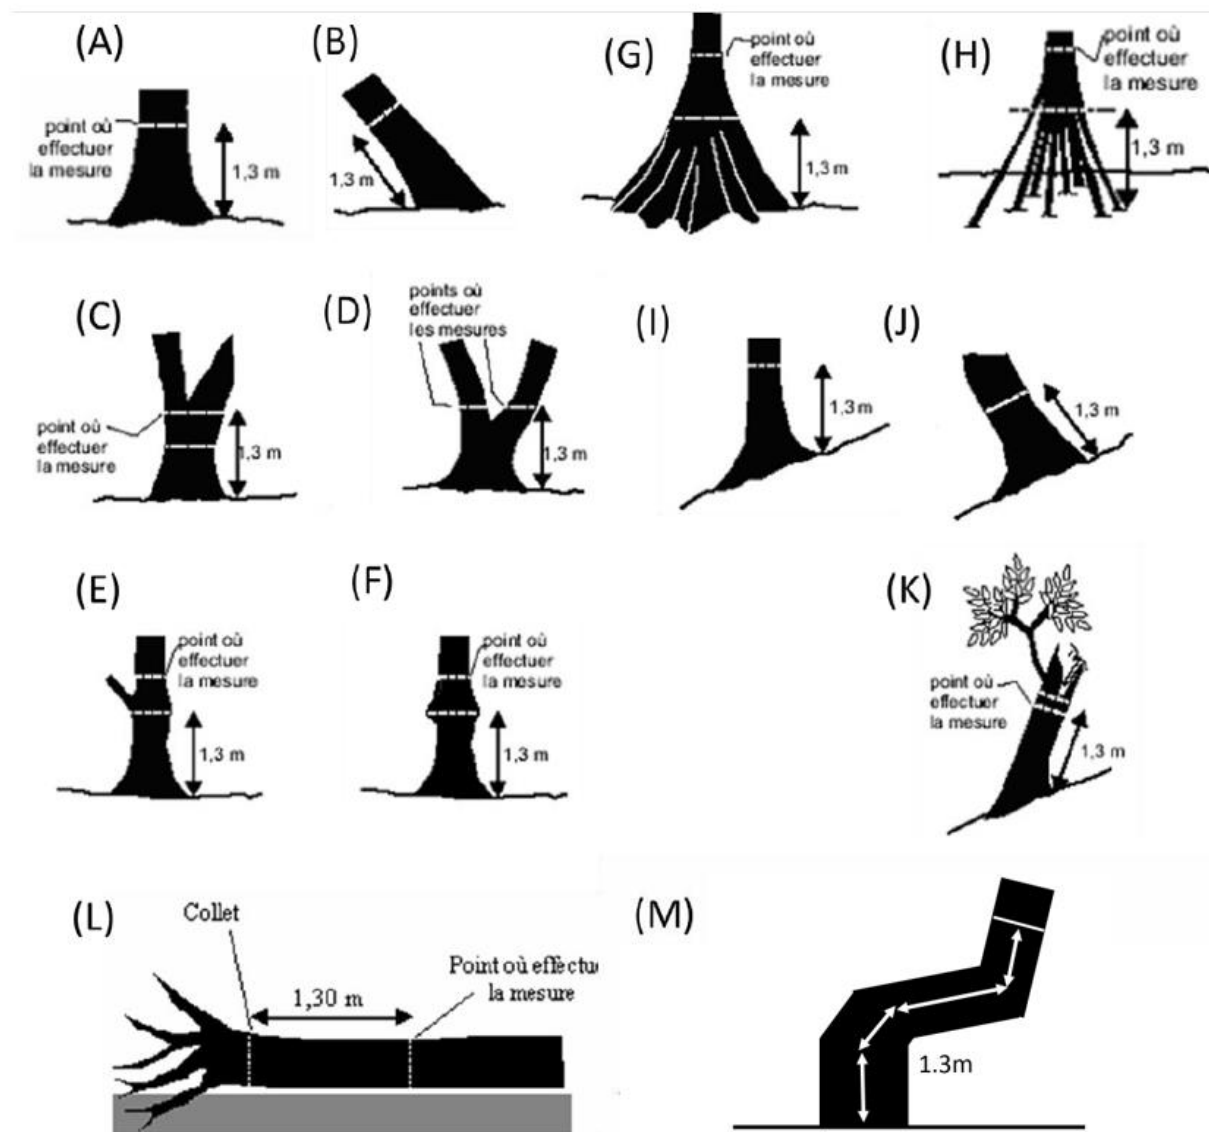 (A)
point où
effectuer
la mesure
1,3 m
(B)
1,3 m
(G)
point où
effectuer
la mesure
1,3 m
(H)
point où
effectuer
la mesure
1,3 m
(C)
point où
effectuer
la mesure
1,3 m
(D)
points où
effectuer
les mesures
1,3 m
(I)
1,3 m
(J)
1,3 m
(E)
point où
effectuer
la mesure
1,3 m
(F)
point où
effectuer
la mesure
1,3 m
(K)
point où
effectuer
la mesure
1,3 m
(L)
Collet
1,30 m
Point où effectu
la mesure
(M)
1.3m